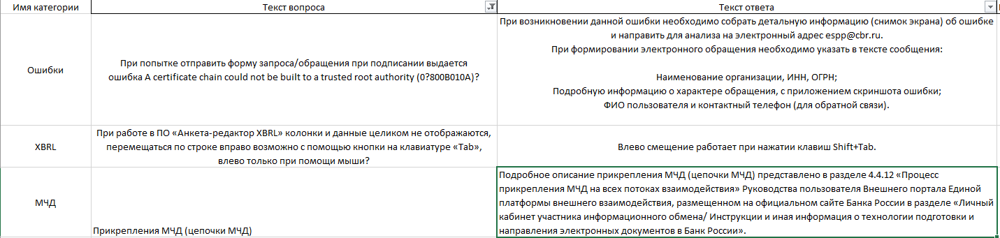 Имя категории
Текст вопроса
Текст ответа
Ошибки
При попытке отправить форму запроса/обращения при подписании выдается
ошибка A certificate chain could not be built to a trusted root authority (0?800B010A)?
При возникновении данной ошибки необходимо собрать детальную информацию (снимок экрана) об ошибке
и направить для анализа на электронный адрес espp@cbr.ru.
При формировании электронного обращения необходимо указать в тексте сообщения:
Наименование организации, ИНН, ОГРН;
Подробную информацию о характере обращения, с приложением скриншота ошибки;
ФИО пользователя и контактный телефон (для обратной связи).
XBRL
При работе в ПО «Анкета-редактор XBRL» колонки и данные целиком не отображаются,
перемещаться по строке вправо возможно с помощью кнопки на клавиатуре «Tab»,
влево только при помощи мыши?
Влево смещение работает при нажатии клавиш Shift+Tab.
МЧД
Прикрепления МЧД (цепочки МЧД)
Подробное описание прикрепления МЧД (цепочки МЧД) представлено в разделе 4.4.12 «Процесс
прикрепления МЧД на всех потоках взаимодействия» Руководства пользователя Внешнего портала Единой
платформы внешнего взаимодействия, размещенном на официальном сайте Банка России в разделе «Личный
кабинет участника информационного обмена/ Инструкции и иная информация о технологии подготовки и
направления электронных документов в Банк России».